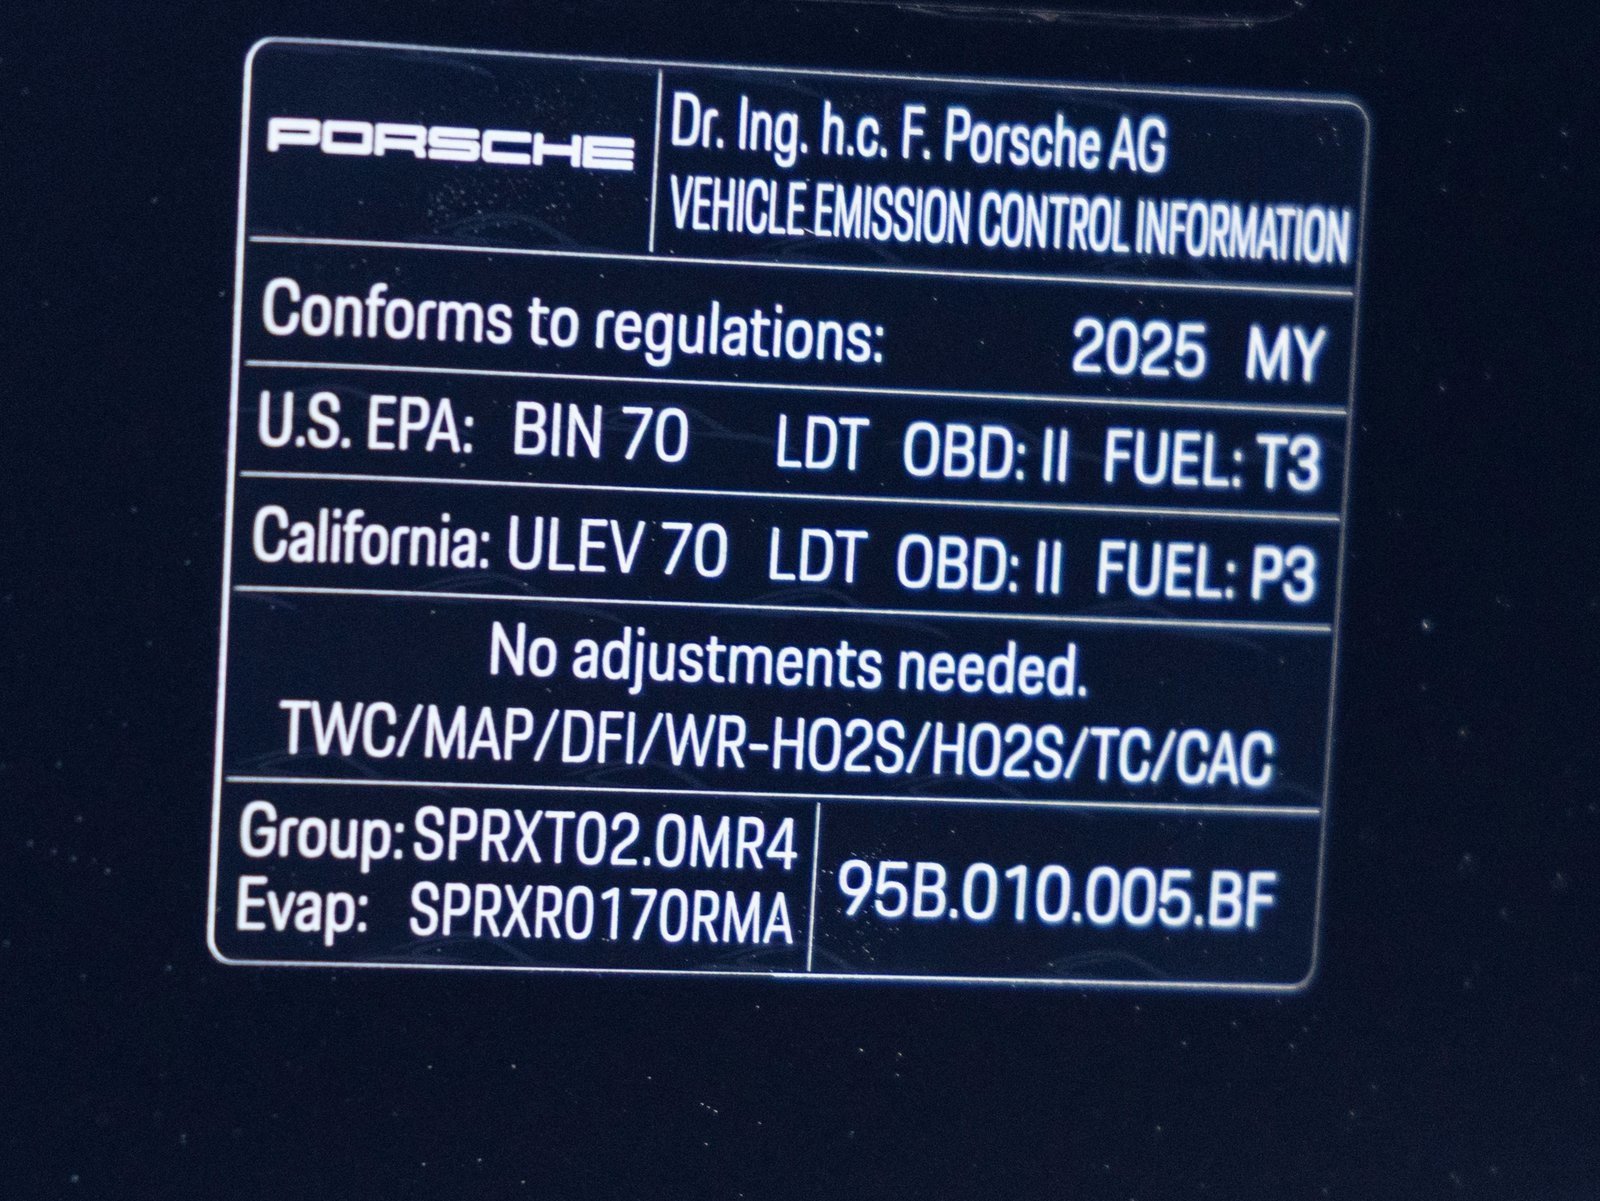 PORSCHE
Dr. Ing. h.c. F. Porsche AG
VEHICLE EMISSION CONTROL INFORMATION
Conforms to regulations: 2025 MY
U.S. EPA: BIN 70 LDT OBD: II FUEL: T3
California: ULEV 70 LDT OBD: II FUEL: P3
No adjustments needed.
TWC/MAP/DFI/WR-HO2S/HO2S/TC/CAC
Group: SPRXT02.0MR4
Evap: SPRXR0170RMA
95B.010.005.BF